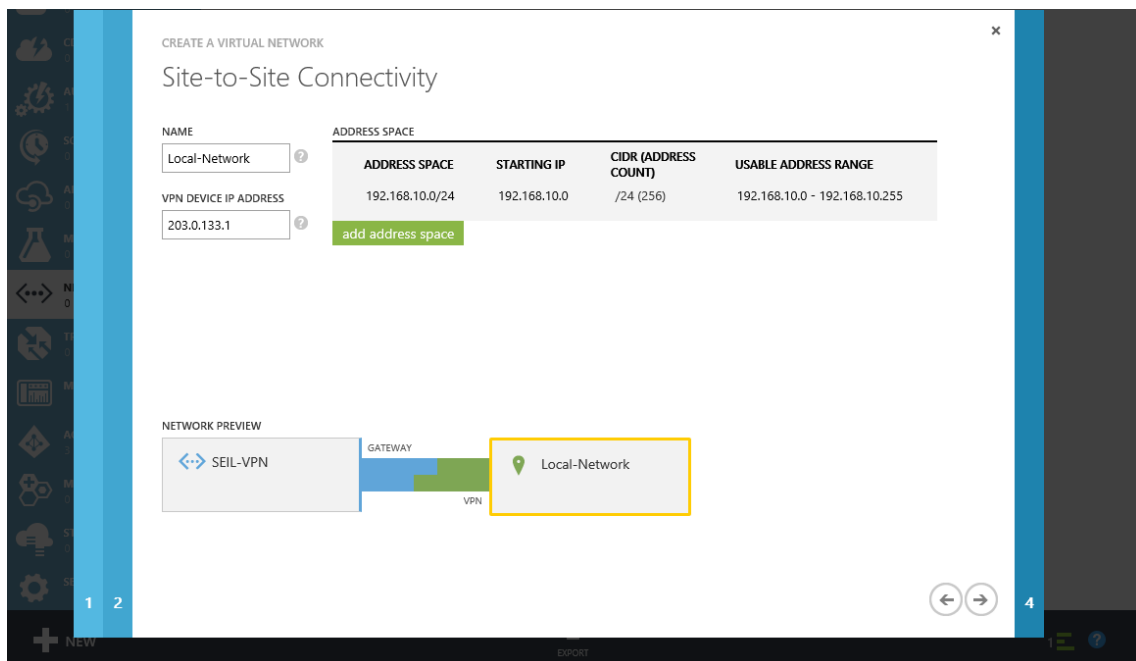 CREATE A VIRTUAL NETWORK
Site-to-Site Connectivity
NAME
Local-Network
VPN DEVICE IP ADDRESS
203.0.133.1
ADDRESS SPACE
ADDRESS SPACE STARTING IP CIDR (ADDRESS COUNT) USABLE ADDRESS RANGE
192.168.10.0/24 192.168.10.0 /24 (256) 192.168.10.0 - 192.168.10.255
add address space
NETWORK PREVIEW
SEIL-VPN
GATEWAY
VPN
Local-Network
1 2
4
NEW
EXPORT
1